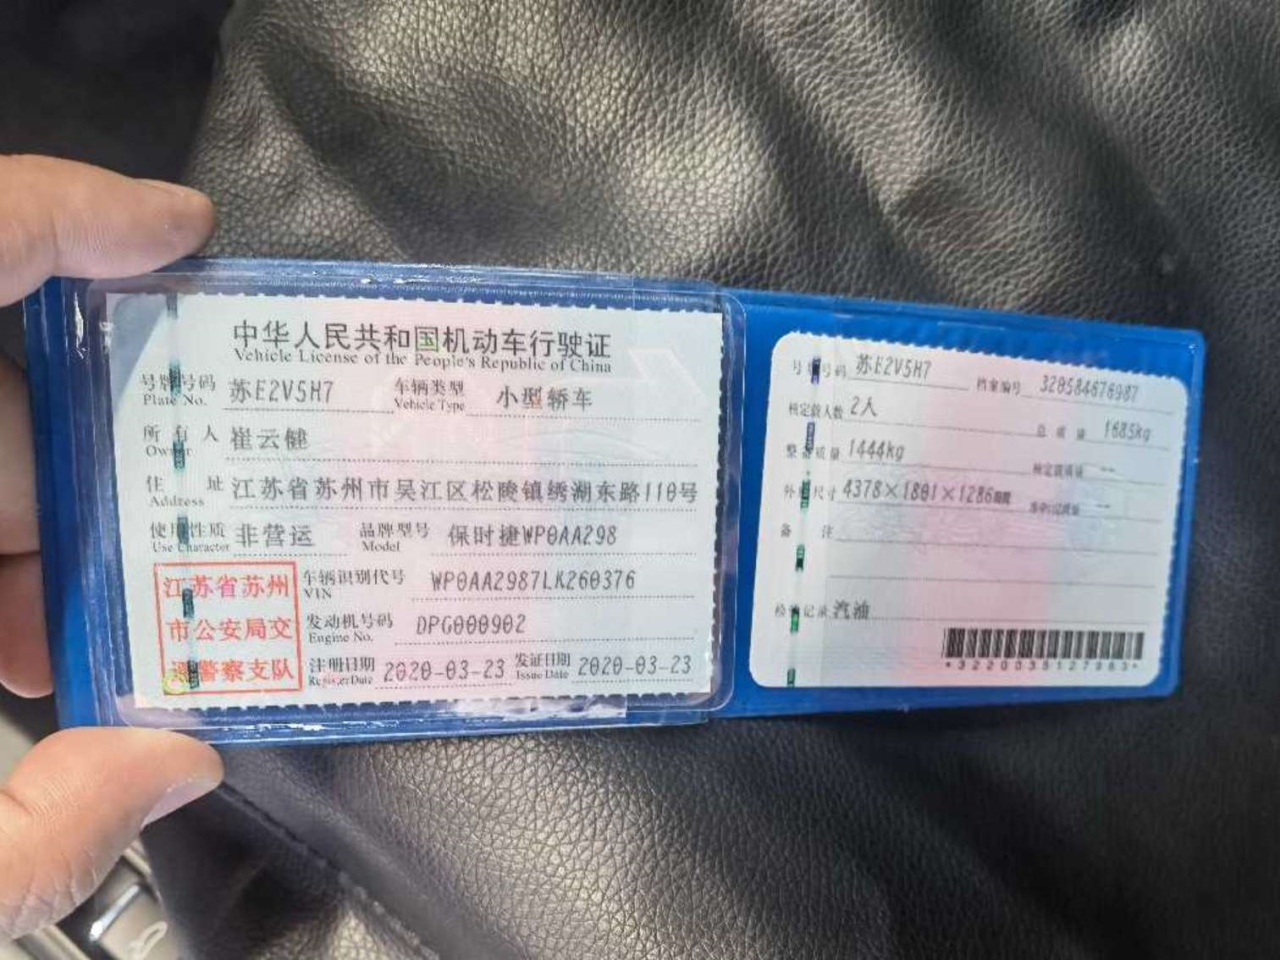 中华人民共和国机动车行驶证
Vehicle License of the People's Republic of China
号牌号码 苏E2V5H7 车辆类型 小型轿车
Plate No. Vehicle Type
所有人 崔云健
Owner
住址 江苏省苏州市吴江区松陵镇绣湖东路110号
Address
使用性质 非营运 品牌型号 保时捷WP0AA298
Use Character Model
江苏省苏州
市公安局交
通警察支队
车辆识别代号 WP0AA2987LK260376
VIN
发动机号码 DPG000902
Engine No.
注册日期 2020-03-23 发证日期 2020-03-23
Register Date Issue Date
号牌号码 苏E2V5H7 档案编号 320584676987
核定载人数 2人 总质量 1685kg
整备质量 1444kg 核定载质量 --
外廓尺寸 4378×1801×1286mm --
备注
检验记录 汽油
*3220035127963*